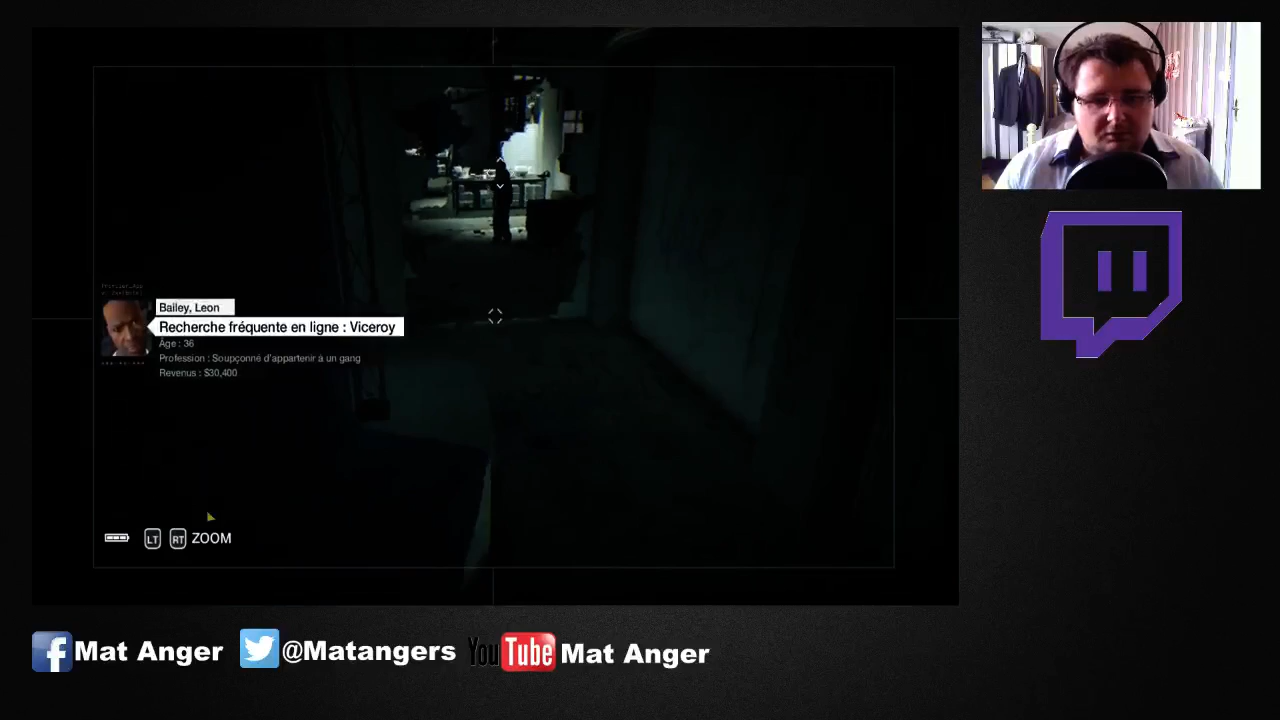 Bailey, Leon
Recherche fréquente en ligne : Viceroy
Âge : 36
Profession : Soupçonné d'appartenir à un gang
Revenus : $30,400
LT RT ZOOM
f Mat Anger @Matangers YouTube Mat Anger